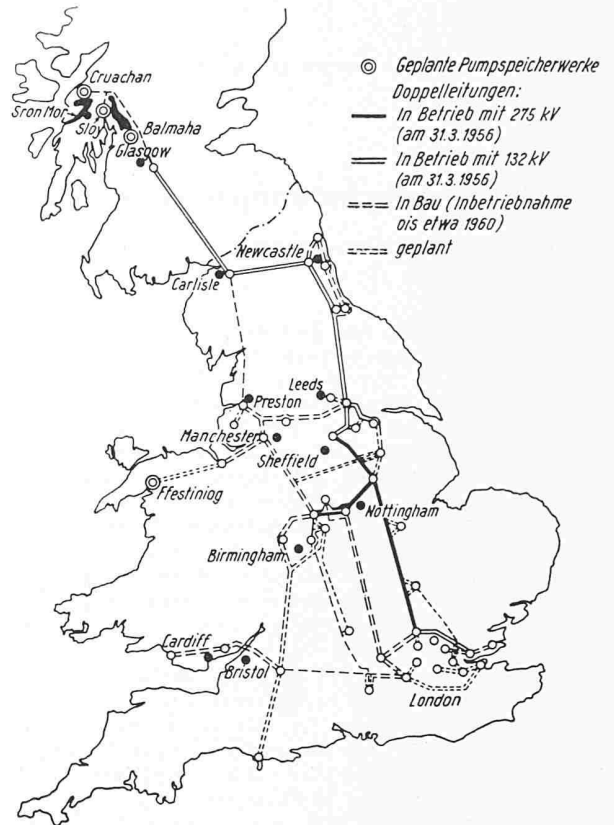 Geplante Pumpspeicherwerke
Doppelleitungen:
In Betrieb mit 275 kV
(am 31.3.1956)
In Betrieb mit 132 kV
(am 31.3.1956)
In Bau (Inbetriebnahme
ois etwa 1960)
geplant
Cruachan
Sron Mor
Sloy
Balmaha
Glasgow
Newcastle
Carlisle
Leeds
Preston
Manchester
Sheffield
Ffestiniog
Nottingham
Birmingham
Cardiff
Bristol
London